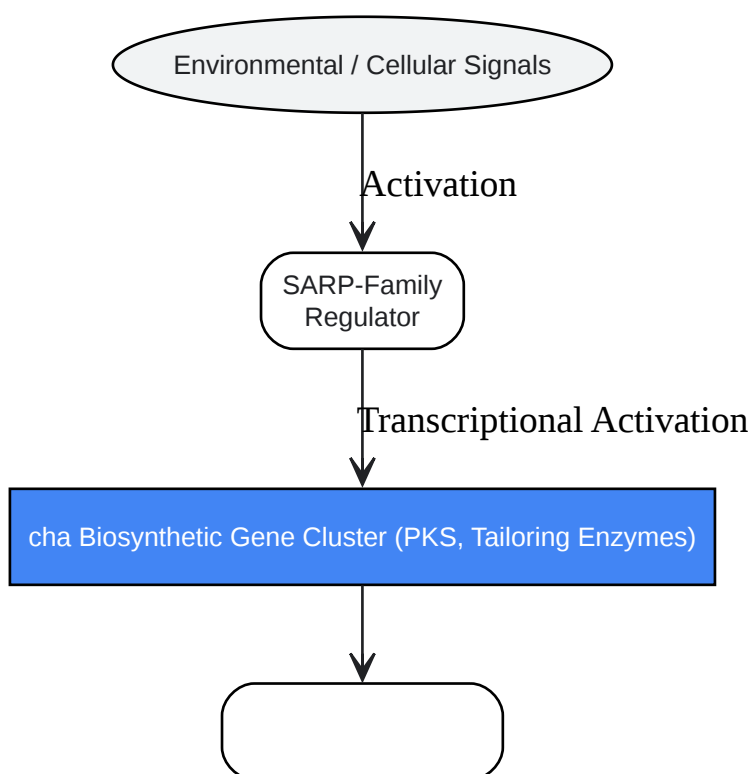 Environmental / Cellular Signals
Activation
SARP-Family
Regulator
Transcriptional Activation
cha Biosynthetic Gene Cluster (PKS, Tailoring Enzymes)